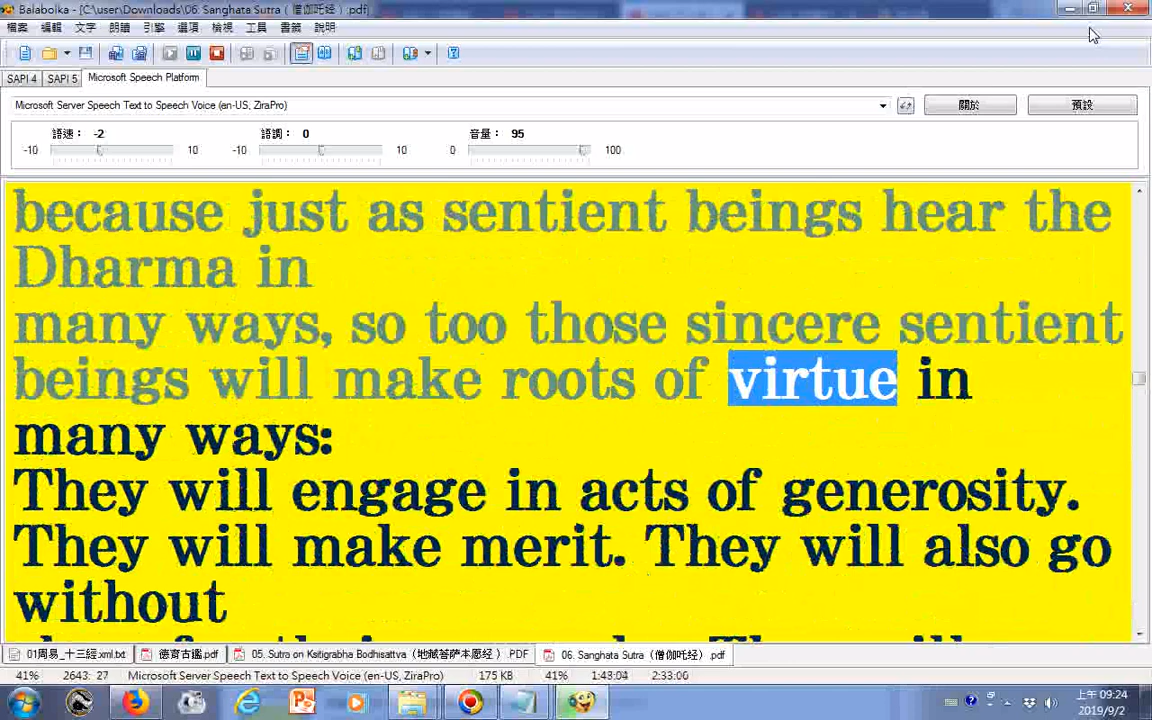 Balabolka - [C:\user\Downloads\06. Sanghata Sutra（僧伽吒经）.pdf]
檔案 編輯 文字 朗讀 引擎 選項 檢視 工具 書籤 說明
SAPI 4 SAPI 5 Microsoft Speech Platform
Microsoft Server Speech Text to Speech Voice (en-US, ZiraPro) 關於 預設
語速： -2 語調： 0 音量： 95
-10 10 -10 10 0 100
because just as sentient beings hear the
Dharma in
many ways, so too those sincere sentient
beings will make roots of virtue in
many ways:
They will engage in acts of generosity.
They will make merit. They will also go
without
01周易_十三經.xml.txt 德育古鑑.pdf 05. Sutra on Ksitigrabha Bodhisattva（地藏菩萨本愿经）.PDF 06. Sanghata Sutra（僧伽吒经）.pdf
41% 2643: 27 Microsoft Server Speech Text to Speech Voice (en-US, ZiraPro) 175 KB 41% 1:43:04 2:33:06
上午 09:24
2019/9/2